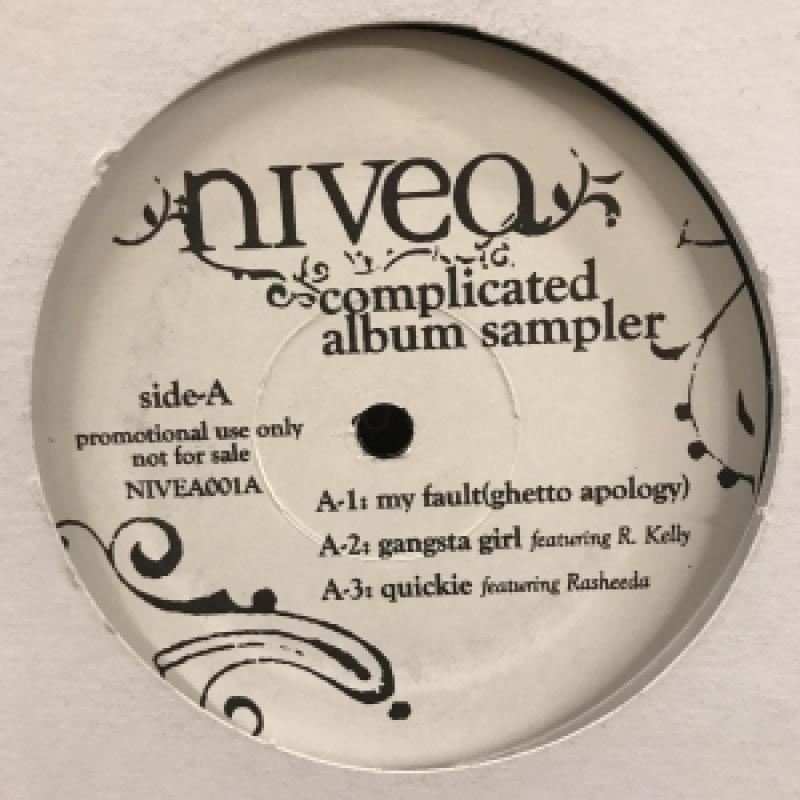 nivea
complicated
album sampler
side-A
promotional use only
not for sale
NIVEA001A
A-1: my fault(ghetto apology)
A-2: gangsta girl featuring R. Kelly
A-3: quickie featuring Rasheeda